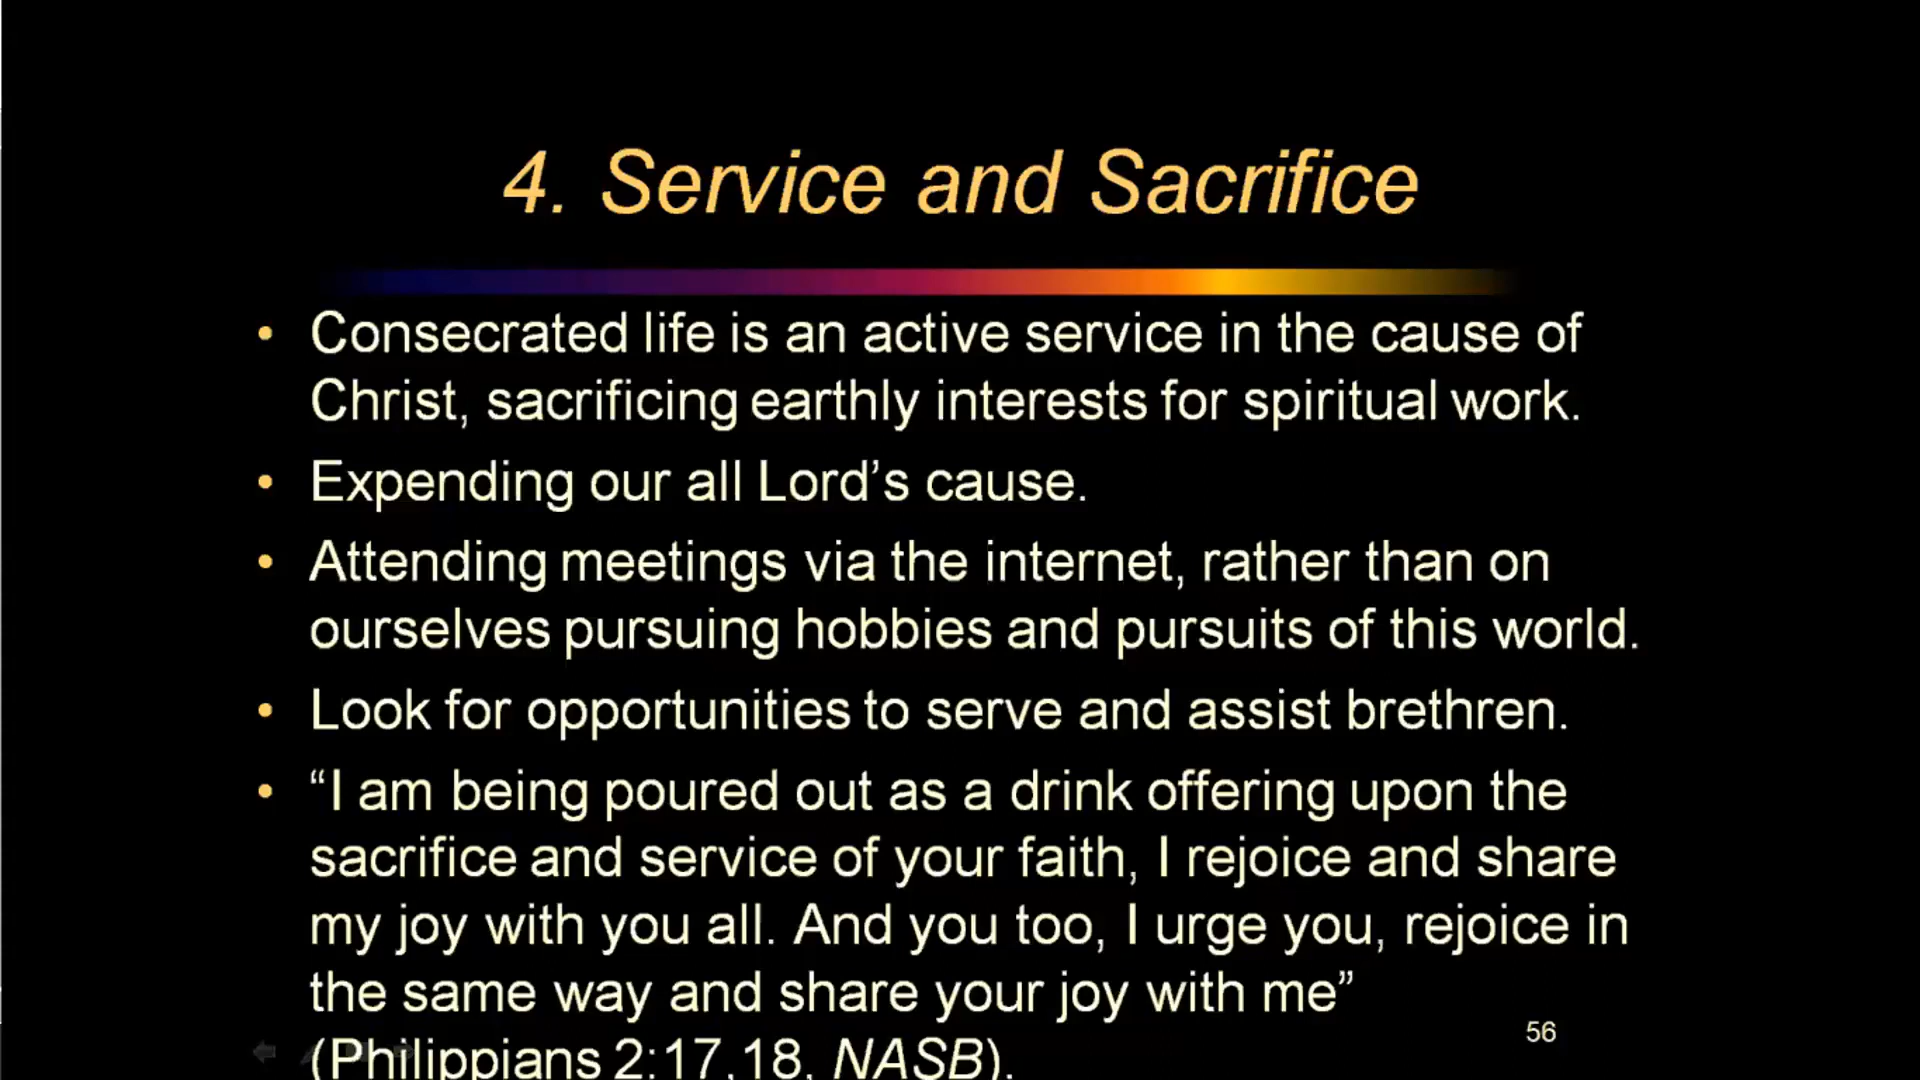 4. Service and Sacrifice
• Consecrated life is an active service in the cause of
Christ, sacrificing earthly interests for spiritual work.
• Expending our all Lord’s cause.
• Attending meetings via the internet, rather than on
ourselves pursuing hobbies and pursuits of this world.
• Look for opportunities to serve and assist brethren.
• “I am being poured out as a drink offering upon the
sacrifice and service of your faith, I rejoice and share
my joy with you all. And you too, I urge you, rejoice in
the same way and share your joy with me”
(Philippians 2:17,18, NASB).
56